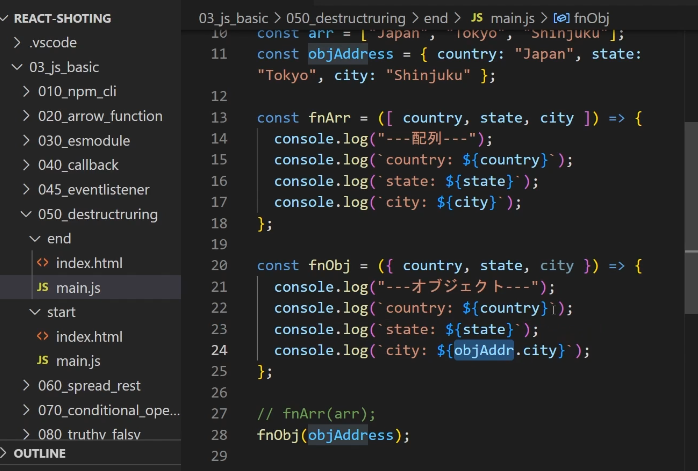 REACT-SHOTING
.vscode
03_js_basic
010_npm_cli
020_arrow_function
030_esmodule
040_callback
045_eventlistener
050_destructruring
end
index.html
JS main.js
start
index.html
JS main.js
060_spread_rest
070_conditional_ope...
080_truthy_falsy
OUTLINE
03_js_basic > 050_destructruring > end > JS main.js > fnObj
10 const arr = ["Japan", "Tokyo", "Shinjuku"];
11 const objAddress = { country: "Japan", state:
"Tokyo", city: "Shinjuku" };
12
13 const fnArr = ([ country, state, city ]) => {
14 console.log("---配列---");
15 console.log(`country: ${country}`);
16 console.log(`state: ${state}`);
17 console.log(`city: ${city}`);
18 };
19
20 const fnObj = ({ country, state, city }) => {
21 console.log("---オブジェクト---");
22 console.log(`country: ${country}`);
23 console.log(`state: ${state}`);
24 console.log(`city: ${objAddr.city}`);
25 };
26
27 // fnArr(arr);
28 fnObj(objAddress);
29